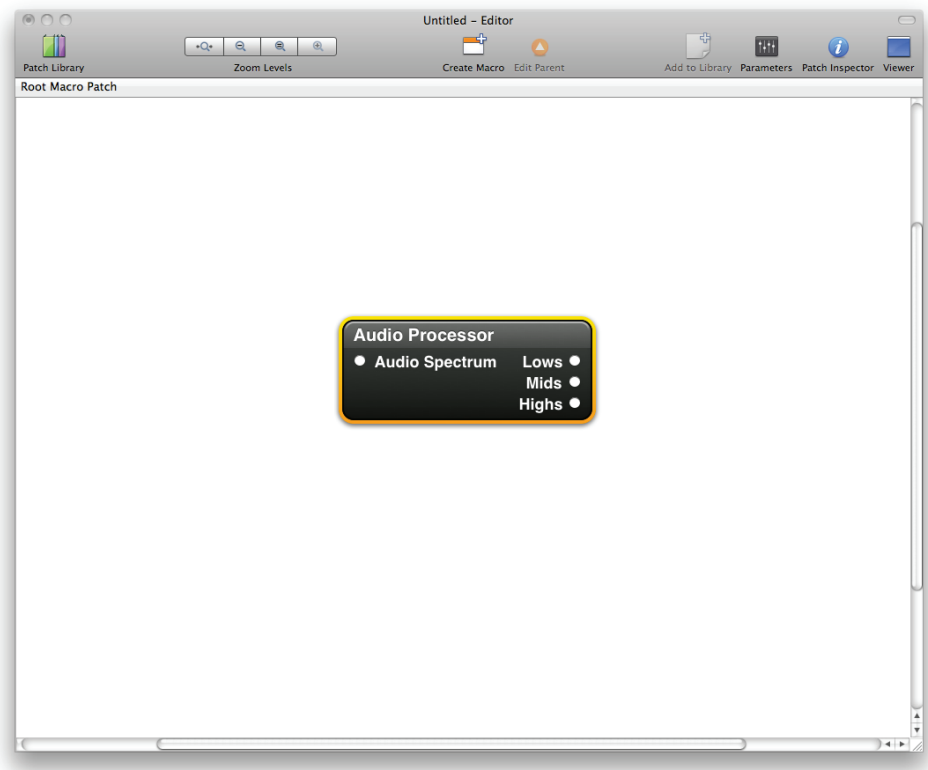 Untitled – Editor
Patch Library
Zoom Levels
Create Macro
Edit Parent
Add to Library
Parameters
Patch Inspector
Viewer
Root Macro Patch
Audio Processor
Audio Spectrum
Lows
Mids
Highs